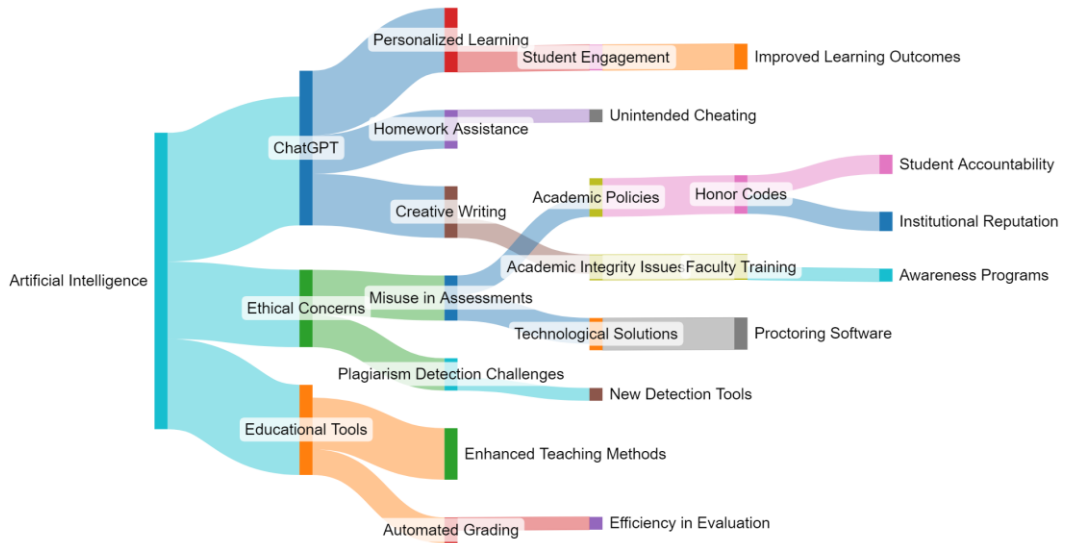 Personalized Learning
Student Engagement
Improved Learning Outcomes
Homework Assistance
Unintended Cheating
ChatGPT
Student Accountability
Academic Policies
Honor Codes
Creative Writing
Institutional Reputation
Academic Integrity Issues
Faculty Training
Awareness Programs
Artificial Intelligence
Ethical Concerns
Misuse in Assessments
Technological Solutions
Proctoring Software
Plagiarism Detection Challenges
New Detection Tools
Educational Tools
Enhanced Teaching Methods
Automated Grading
Efficiency in Evaluation